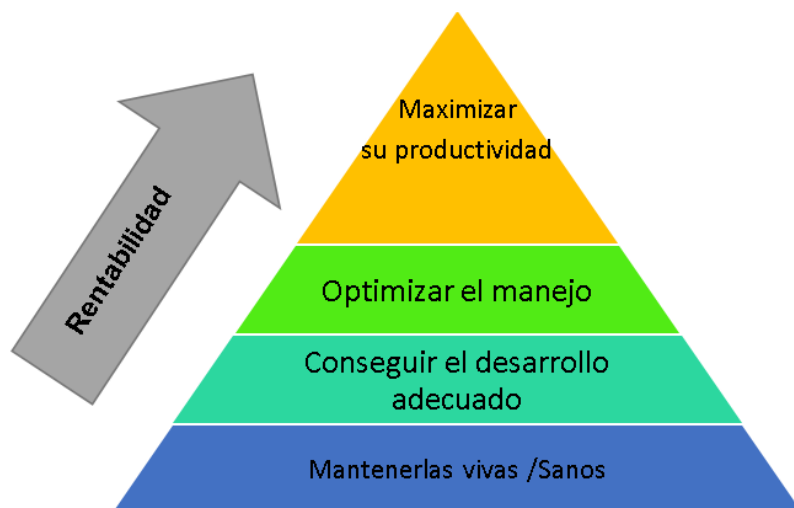 Maximizar
su productividad
Rentabilidad
Optimizar el manejo
Conseguir el desarrollo
adecuado
Mantenerlas vivas /Sanos